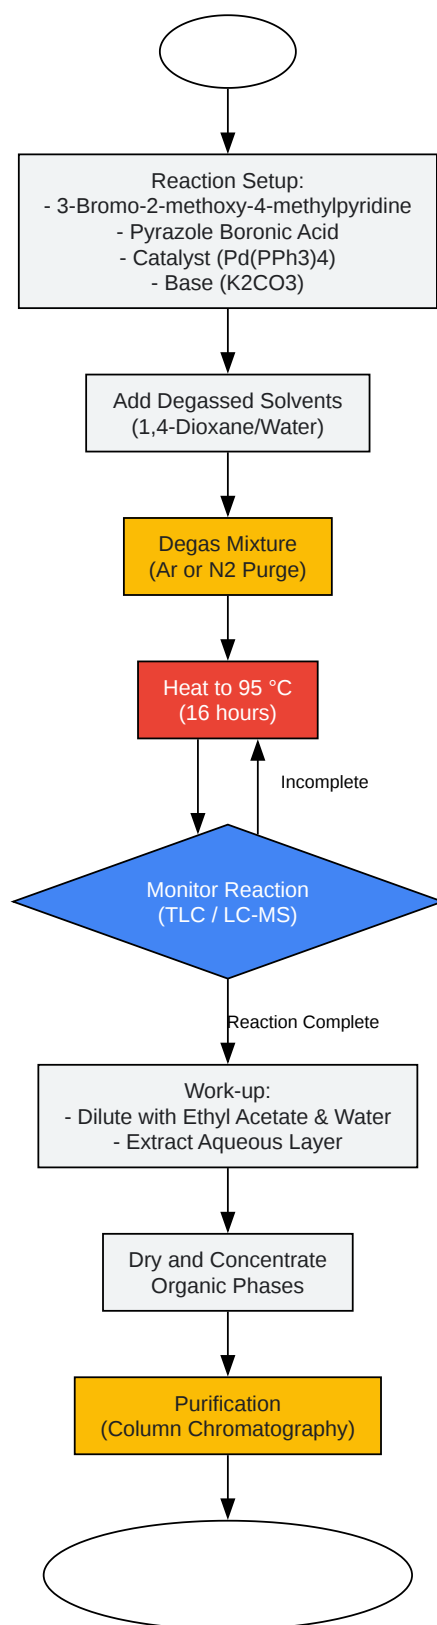 Reaction Setup:
- 3-Bromo-2-methoxy-4-methylpyridine
- Pyrazole Boronic Acid
- Catalyst (Pd(PPh3)4)
- Base (K2CO3)
Add Degassed Solvents
(1,4-Dioxane/Water)
Degas Mixture
(Ar or N2 Purge)
Heat to 95 °C
(16 hours)
Incomplete
Monitor Reaction
(TLC / LC-MS)
Reaction Complete
Work-up:
- Dilute with Ethyl Acetate & Water
- Extract Aqueous Layer
Dry and Concentrate
Organic Phases
Purification
(Column Chromatography)